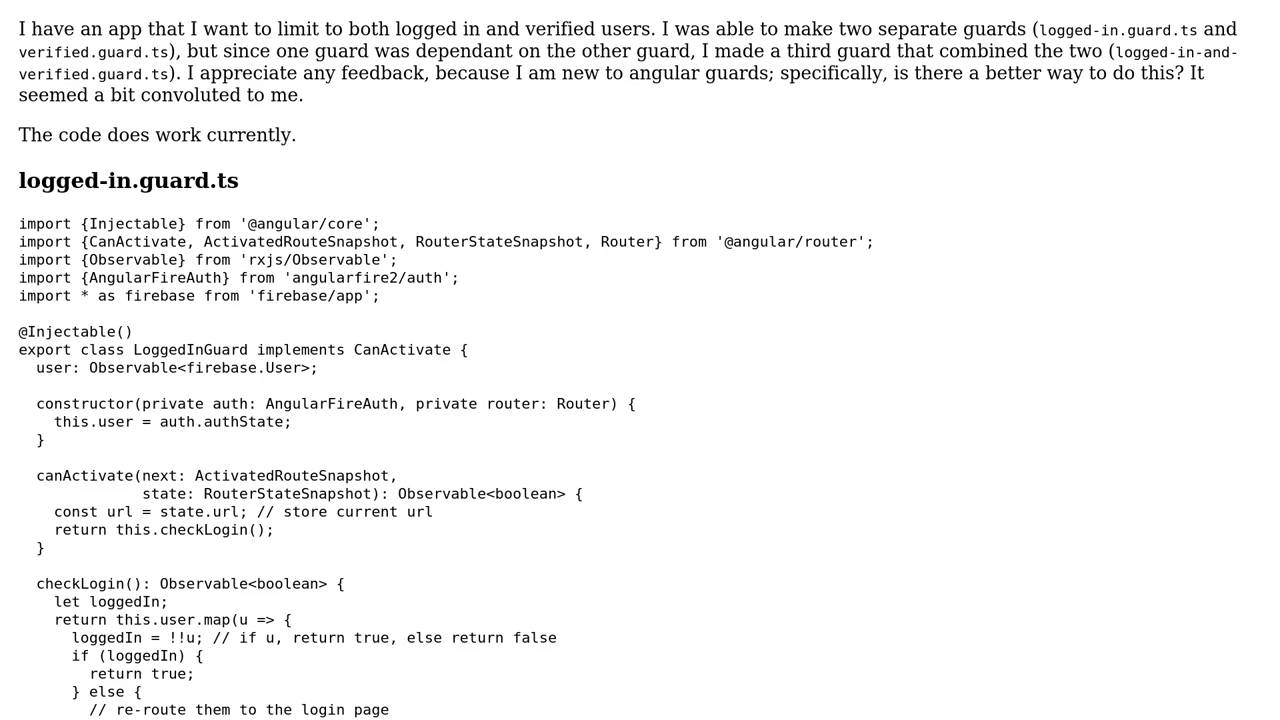 I have an app that I want to limit to both logged in and verified users. I was able to make two separate guards (logged-in.guard.ts and
verified.guard.ts), but since one guard was dependant on the other guard, I made a third guard that combined the two (logged-in-and-
verified.guard.ts). I appreciate any feedback, because I am new to angular guards; specifically, is there a better way to do this? It
seemed a bit convoluted to me.
The code does work currently.
logged-in.guard.ts
import {Injectable} from '@angular/core';
import {CanActivate, ActivatedRouteSnapshot, RouterStateSnapshot, Router} from '@angular/router';
import {Observable} from 'rxjs/Observable';
import {AngularFireAuth} from 'angularfire2/auth';
import * as firebase from 'firebase/app';
@Injectable()
export class LoggedInGuard implements CanActivate {
  user: Observable<firebase.User>;
  constructor(private auth: AngularFireAuth, private router: Router) {
    this.user = auth.authState;
  }
  canActivate(next: ActivatedRouteSnapshot,
              state: RouterStateSnapshot): Observable<boolean> {
    const url = state.url; // store current url
    return this.checkLogin();
  }
  checkLogin(): Observable<boolean> {
    let loggedIn;
    return this.user.map(u => {
      loggedIn = !!u; // if u, return true, else return false
      if (loggedIn) {
        return true;
      } else {
        // re-route them to the login page